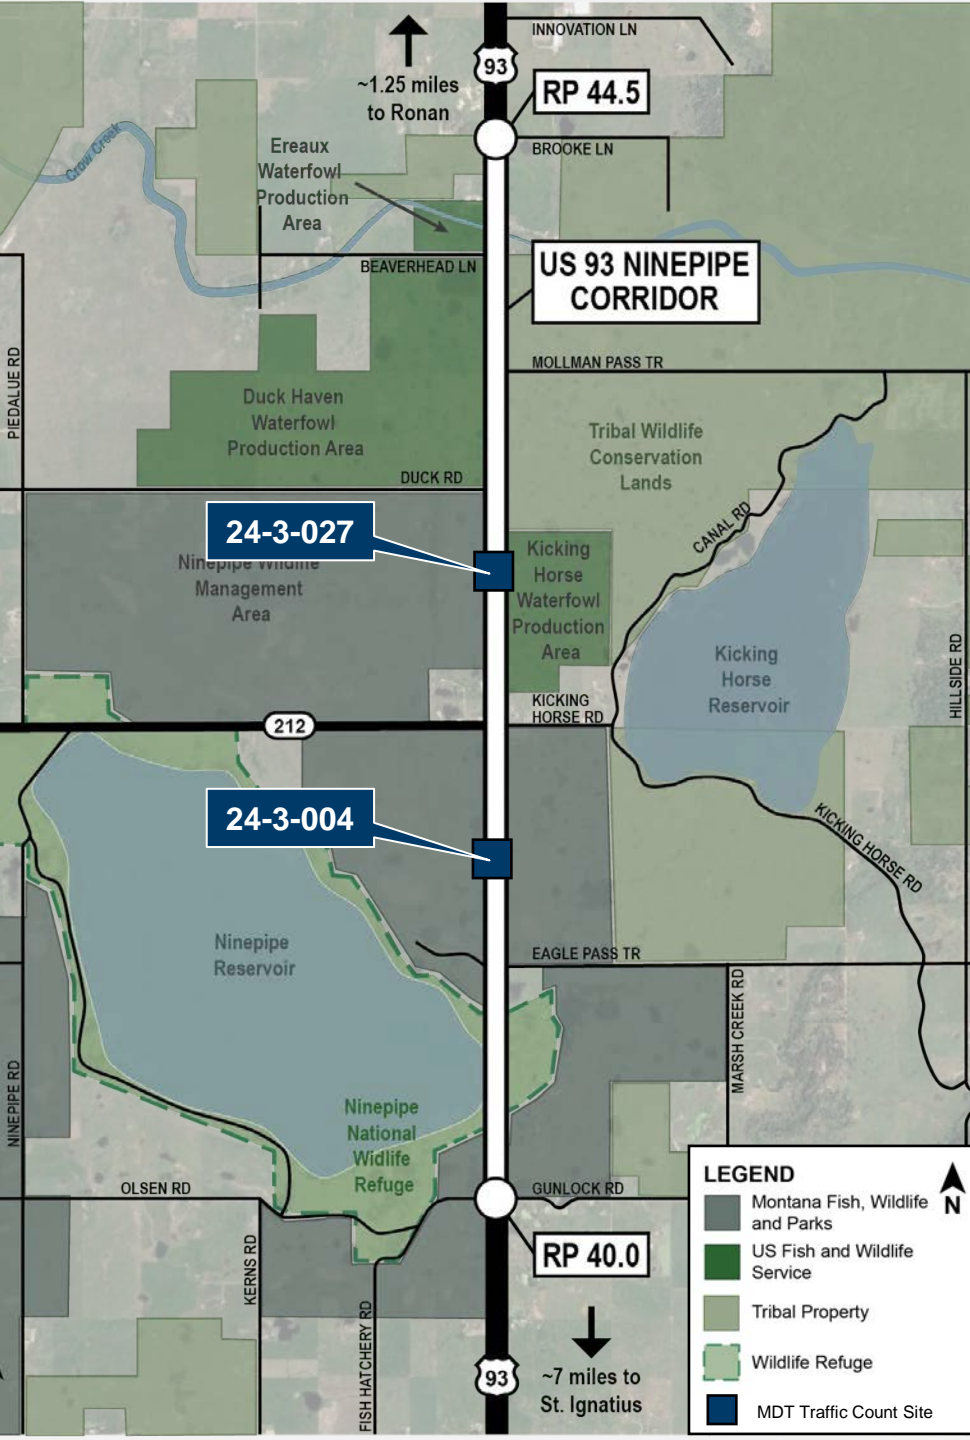 INNOVATION LN
93
~1.25 miles
to Ronan
RP 44.5
BROOKE LN
Crow Creek
Ereaux
Waterfowl
Production
Area
BEAVERHEAD LN
US 93 NINEPIPE
CORRIDOR
MOLLMAN PASS TR
PIEDALUE RD
Duck Haven
Waterfowl
Production Area
DUCK RD
Tribal Wildlife
Conservation
Lands
CANAL RD
24-3-027
Ninepipe Wildlife
Management
Area
Kicking
Horse
Waterfowl
Production
Area
Kicking
Horse
Reservoir
HILLSIDE RD
KICKING
HORSE RD
212
24-3-004
KICKING HORSE RD
Ninepipe
Reservoir
EAGLE PASS TR
MARSH CREEK RD
NINEPIPE RD
Ninepipe
National
Widlife
Refuge
OLSEN RD
GUNLOCK RD
RP 40.0
KERNS RD
FISH HATCHERY RD
93
~7 miles to
St. Ignatius
LEGEND
N
Montana Fish, Wildlife
and Parks
US Fish and Wildlife
Service
Tribal Property
Wildlife Refuge
MDT Traffic Count Site